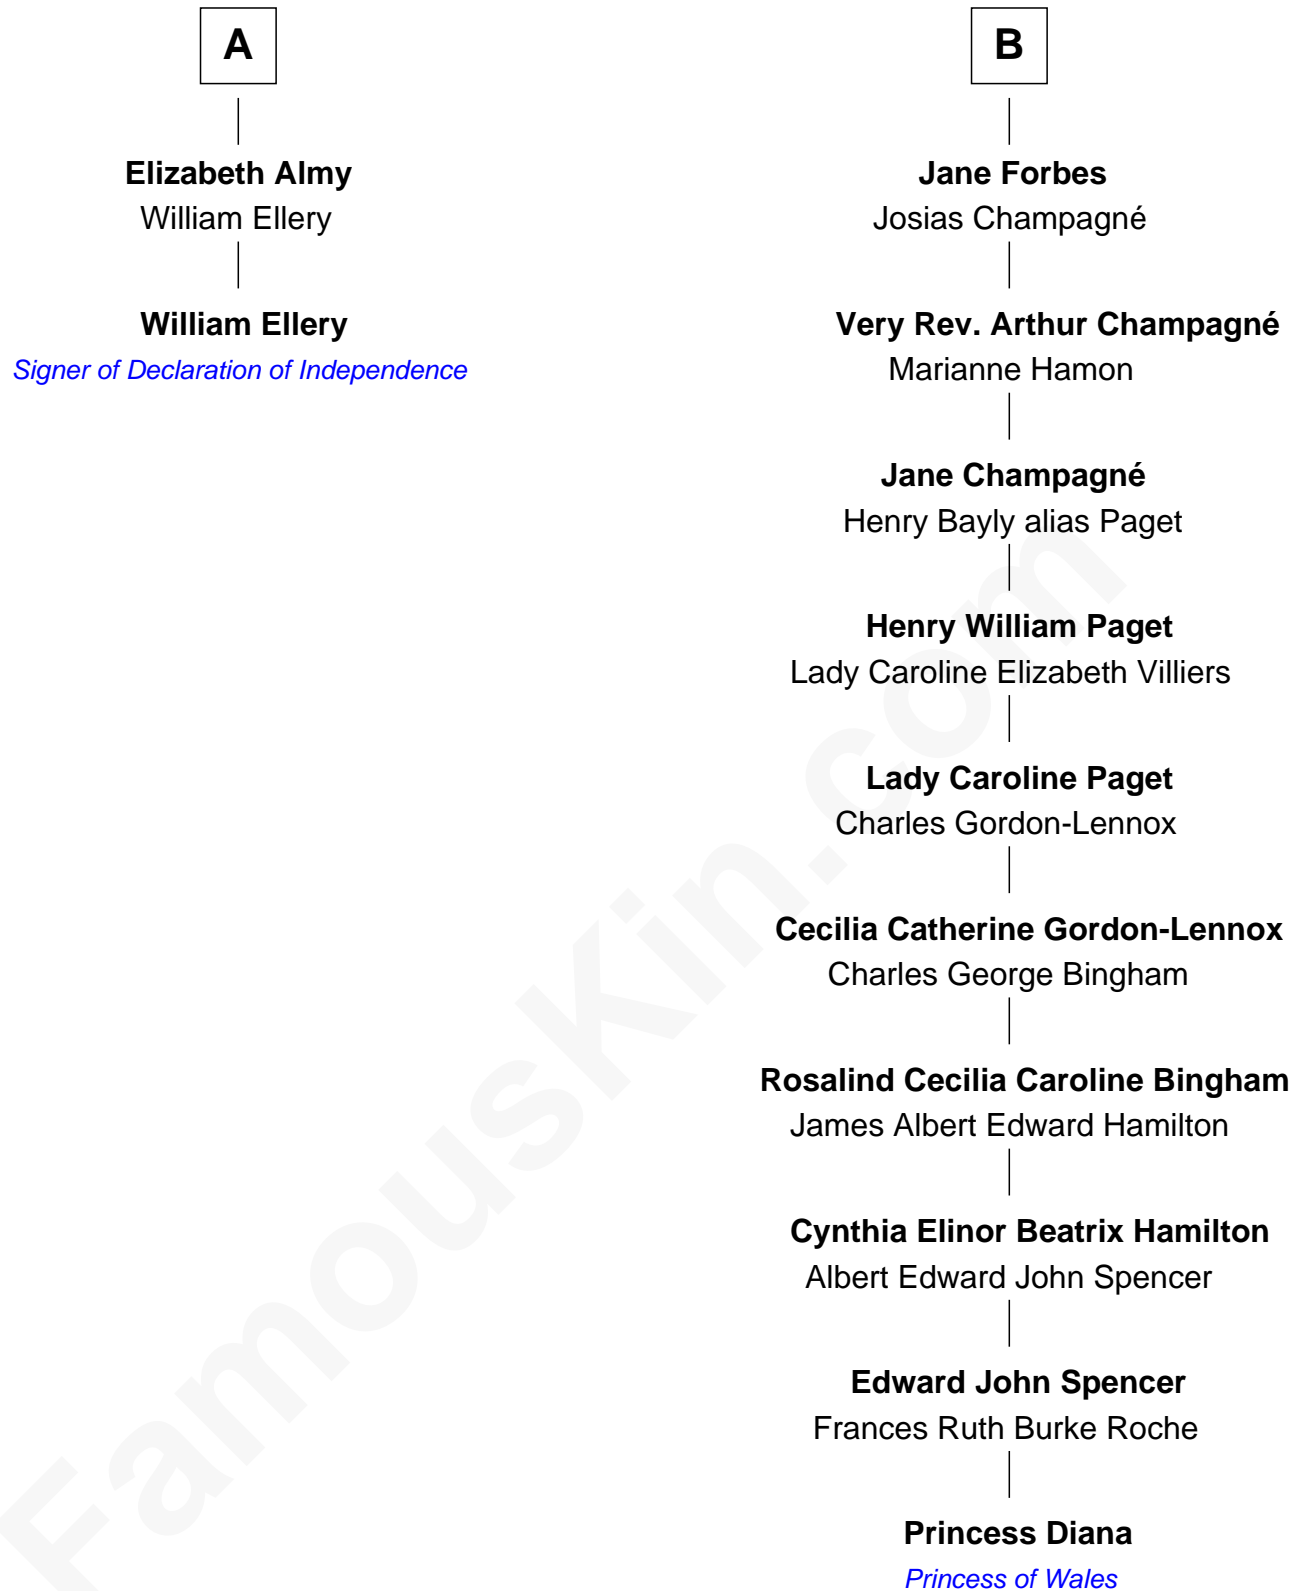 A
Elizabeth Almy
William Ellery
William Ellery
Signer of Declaration of Independence
B
Jane Forbes
Josias Champagné
Very Rev. Arthur Champagné
Marianne Hamon
Jane Champagné
Henry Bayly alias Paget
Henry William Paget
Lady Caroline Elizabeth Villiers
Lady Caroline Paget
Charles Gordon-Lennox
Cecilia Catherine Gordon-Lennox
Charles George Bingham
Rosalind Cecilia Caroline Bingham
James Albert Edward Hamilton
Cynthia Elinor Beatrix Hamilton
Albert Edward John Spencer
Edward John Spencer
Frances Ruth Burke Roche
Princess Diana
Princess of Wales
FamousKin.com